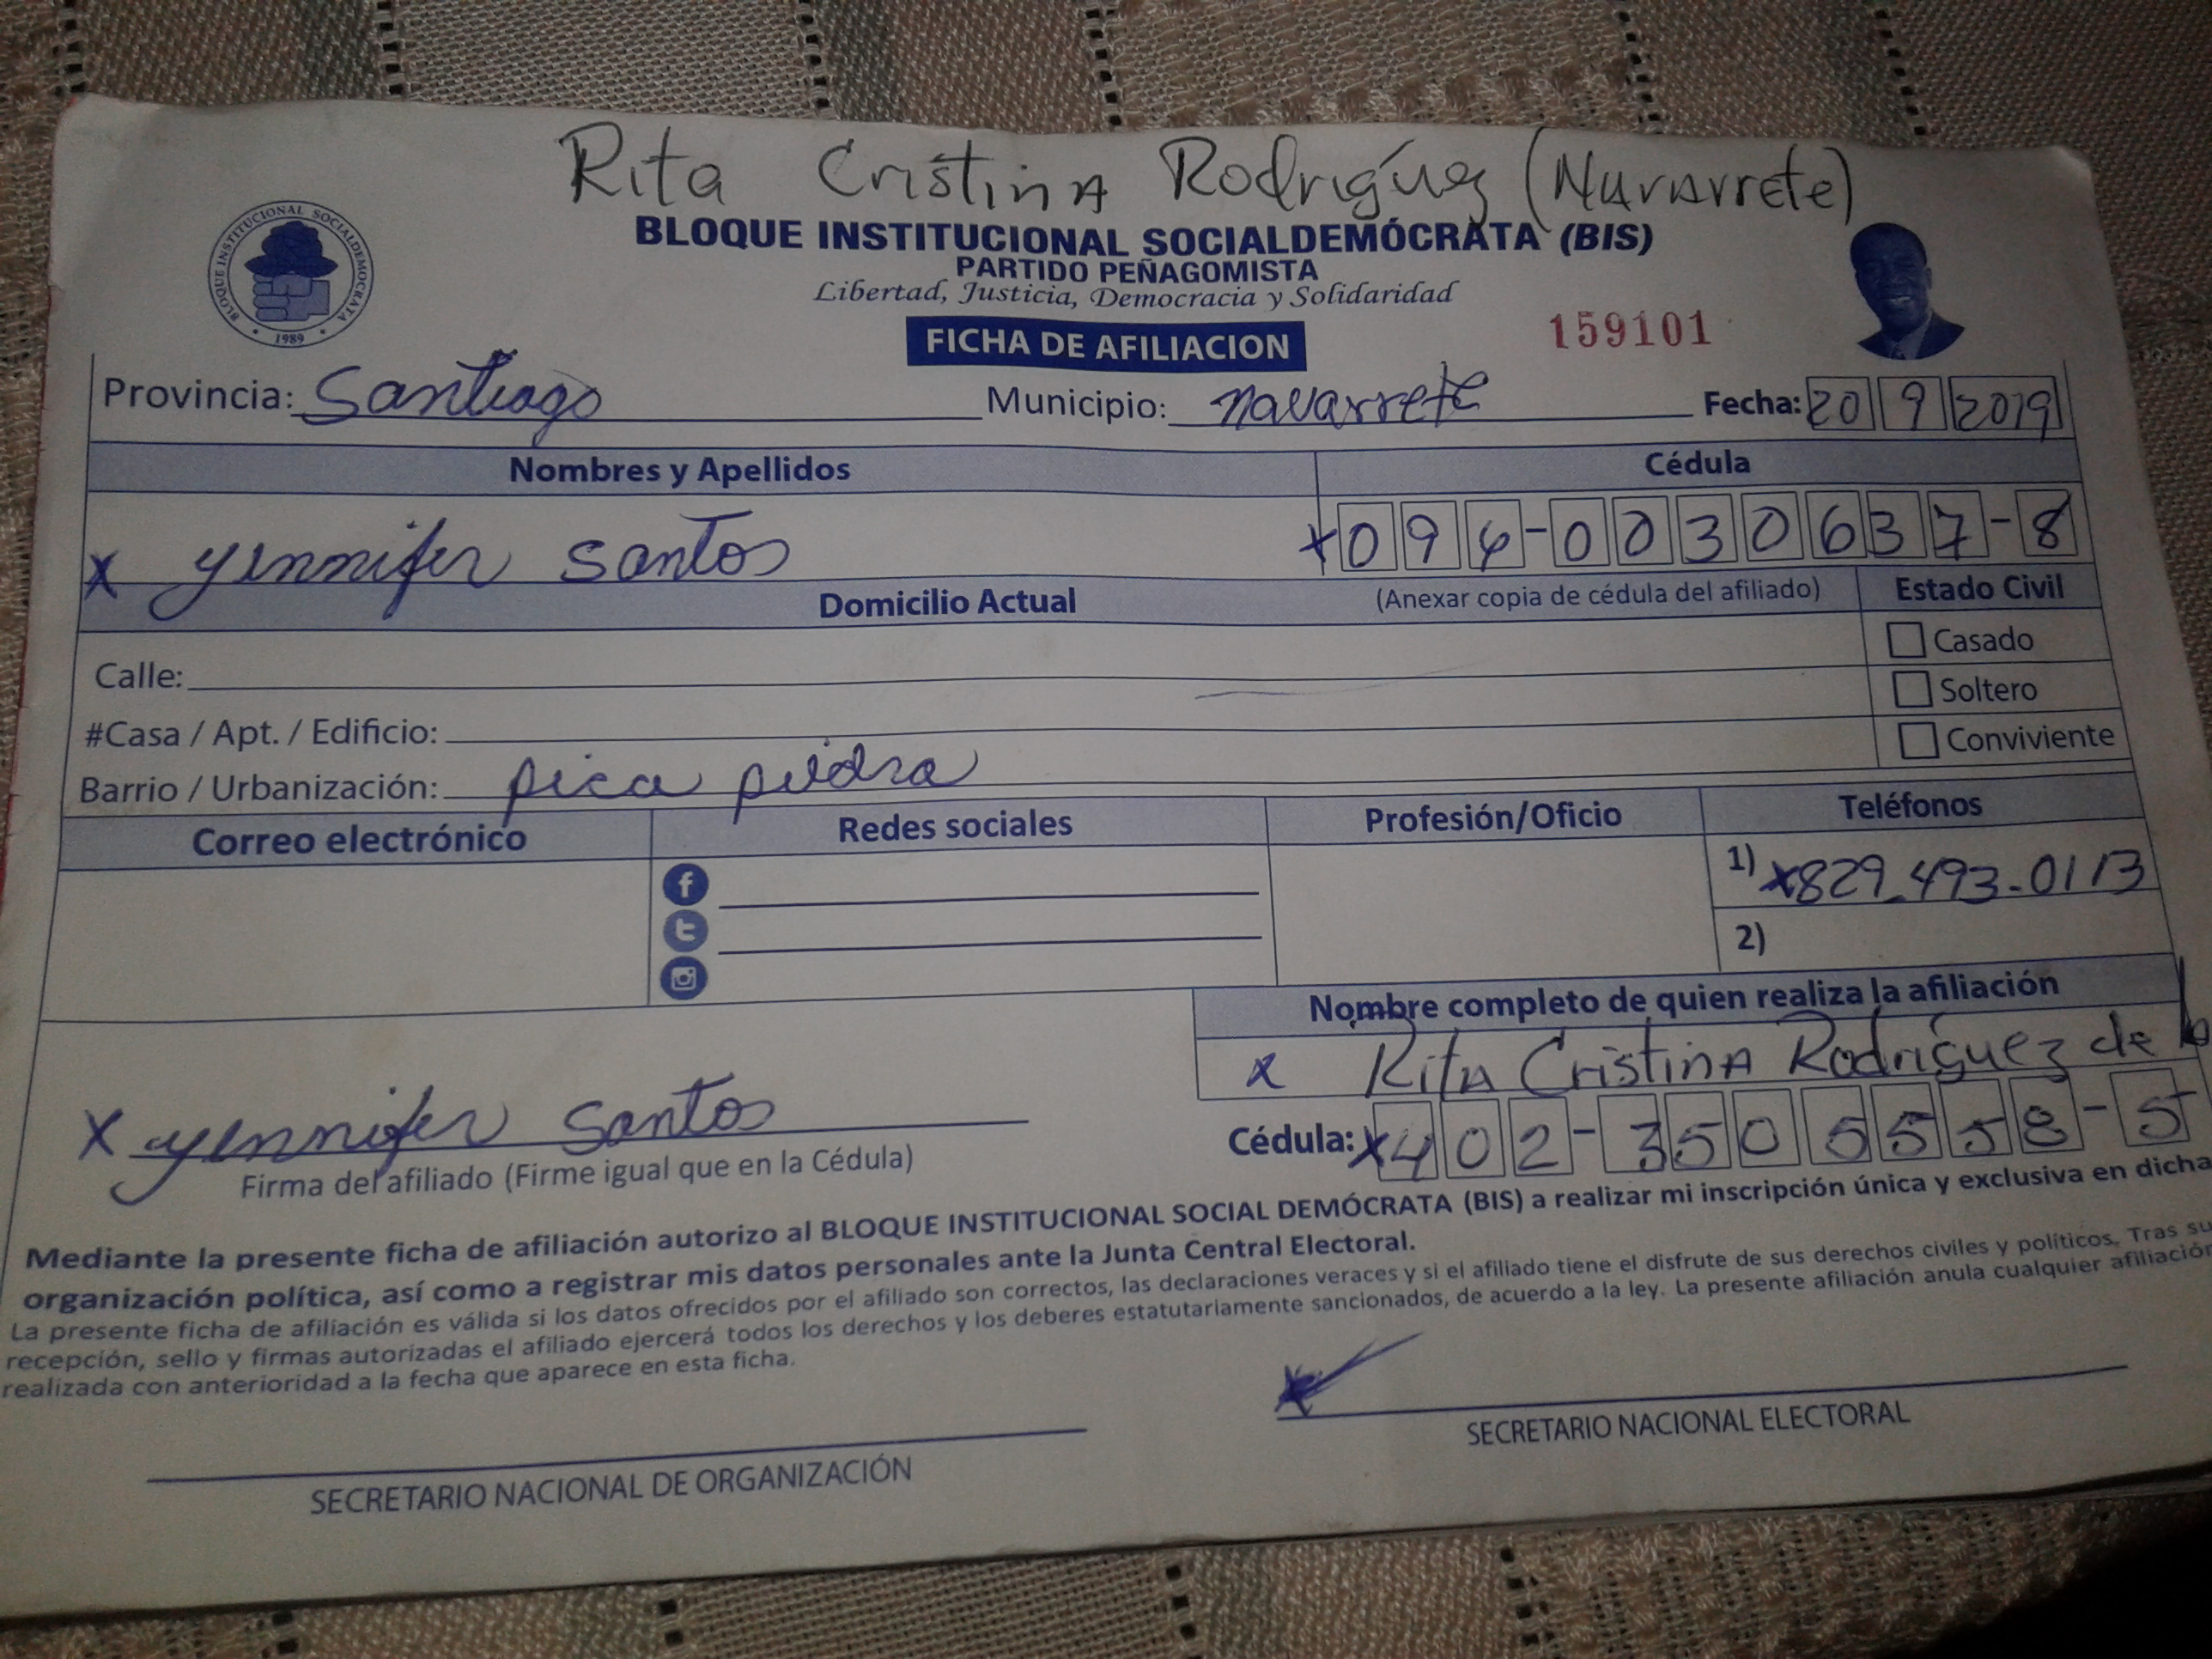 Rita Cristina Rodríguez (Navarrete)
BLOQUE INSTITUCIONAL SOCIALDEMOCRATA
1989
BLOQUE INSTITUCIONAL SOCIALDEMÓCRATA (BIS)
PARTIDO PEÑAGOMISTA
Libertad, Justicia, Democracia y Solidaridad
FICHA DE AFILIACION
159101
Provincia: Santiago Municipio: navarrete Fecha: 20 9 2019
Nombres y Apellidos Cédula
x yennnifer santos x 094-0030637-8
Domicilio Actual (Anexar copia de cédula del afiliado) Estado Civil
Casado
Calle:
Soltero
#Casa / Apt. / Edificio:
Conviviente
Barrio / Urbanización: pica piedra
Correo electrónico Redes sociales Profesión/Oficio Teléfonos
1) x829-493-0113
2)
Nombre completo de quien realiza la afiliación
x Rita Cristina Rodríguez de
x yennnifer santos
Firma del afiliado (Firme igual que en la Cédula)
Cédula: x402-3505558-5
Mediante la presente ficha de afiliación autorizo al BLOQUE INSTITUCIONAL SOCIAL DEMÓCRATA (BIS) a realizar mi inscripción única y exclusiva en dicha
organización política, así como a registrar mis datos personales ante la Junta Central Electoral.
La presente ficha de afiliación es válida si los datos ofrecidos por el afiliado son correctos, las declaraciones veraces y si el afiliado tiene el disfrute de sus derechos civiles y políticos. Tras su
recepción, sello y firmas autorizadas el afiliado ejercerá todos los derechos y los deberes estatutariamente sancionados, de acuerdo a la ley. La presente afiliación anula cualquier afiliación
realizada con anterioridad a la fecha que aparece en esta ficha.
SECRETARIO NACIONAL DE ORGANIZACIÓN
SECRETARIO NACIONAL ELECTORAL